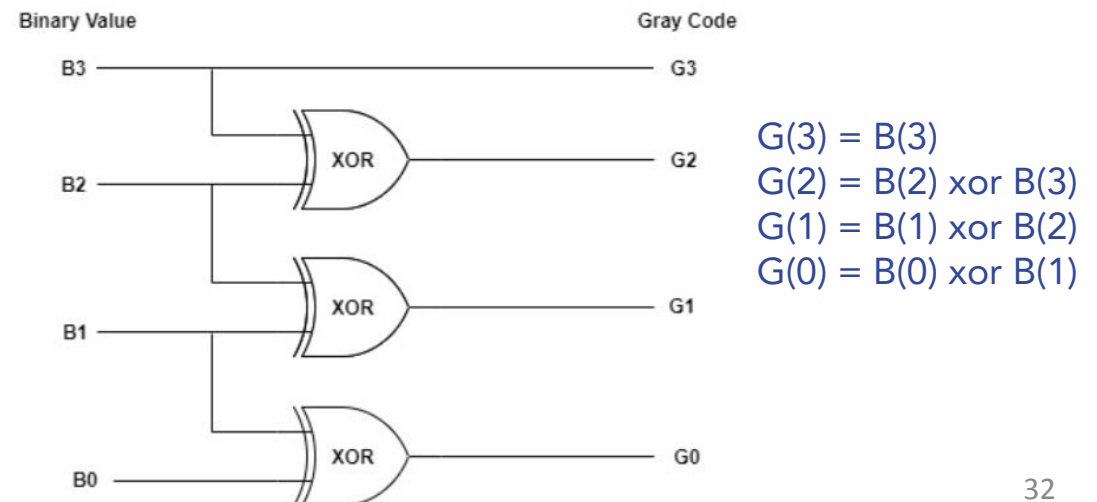 Binary Value
Gray Code
B3
G3
XOR
G2
B2
XOR
G1
B1
XOR
G0
B0
G(3) = B(3)
G(2) = B(2) xor B(3)
G(1) = B(1) xor B(2)
G(0) = B(0) xor B(1)
32